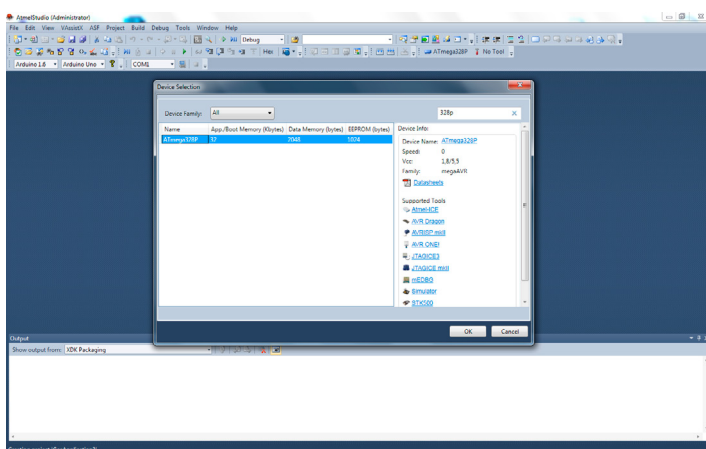 AtmelStudio (Administrator)
File Edit View VAssistX ASF Project Build Debug Tools Window Help
Debug
Hex
ATmega328P No Tool
Arduino 1.6 Arduino Uno COM1
Device Selection
Device Family: All
328p
Name App./Boot Memory (Kbytes) Data Memory (bytes) EEPROM (bytes)
ATmega328P 32 2048 1024
Device Info:
Device Name: ATmega328P
Speed: 0
Vcc: 1,8/5,5
Family: megaAVR
Datasheets
Supported Tools
Atmel-ICE
AVR Dragon
AVRISP mkII
AVR ONE!
JTAGICE3
JTAGICE mkII
mEDBG
Simulator
STK500
OK Cancel
Output
Show output from: XDK Packaging